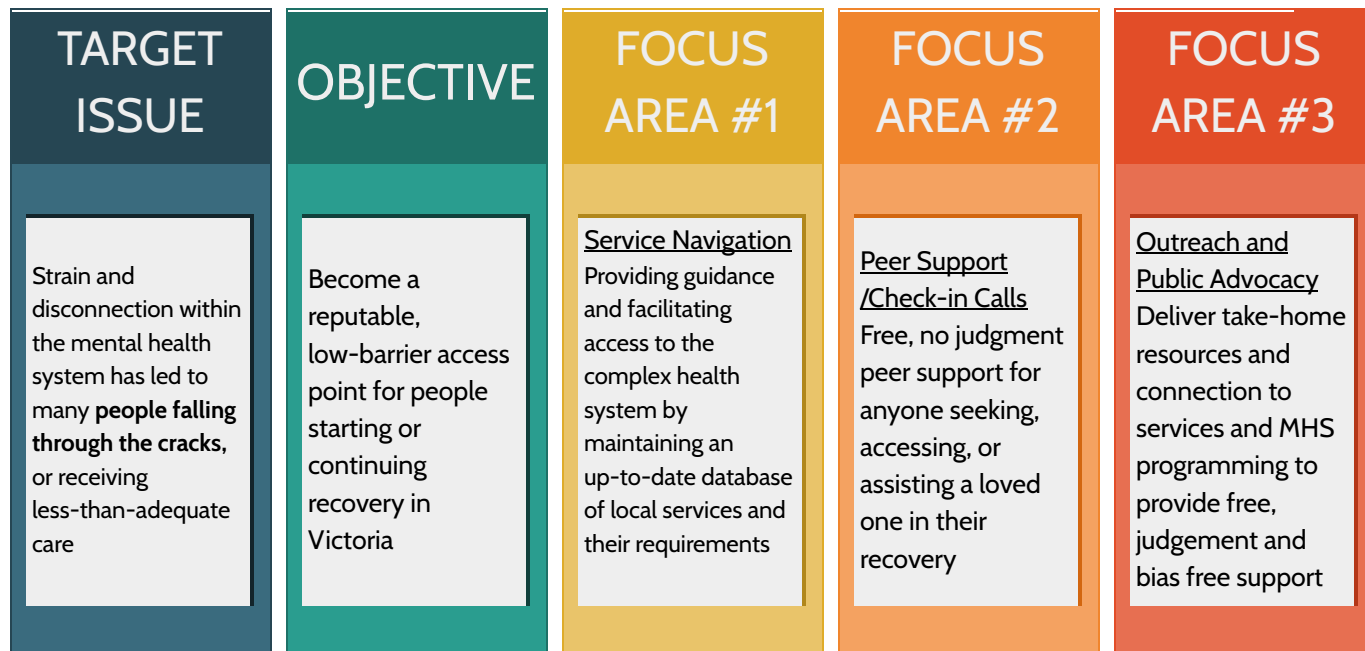 TARGET
ISSUE
Strain and
disconnection within
the mental health
system has led to
many people falling
through the cracks,
or receiving
less-than-adequate
care
OBJECTIVE
Become a
reputable,
low-barrier access
point for people
starting or
continuing
recovery in
Victoria
FOCUS
AREA #1
Service Navigation
Providing guidance
and facilitating
access to the
complex health
system by
maintaining an
up-to-date database
of local services and
their requirements
FOCUS
AREA #2
Peer Support
/Check-in Calls
Free, no judgment
peer support for
anyone seeking,
accessing, or
assisting a loved
one in their
recovery
FOCUS
AREA #3
Outreach and
Public Advocacy
Deliver take-home
resources and
connection to
services and MHS
programming to
provide free,
judgement and
bias free support